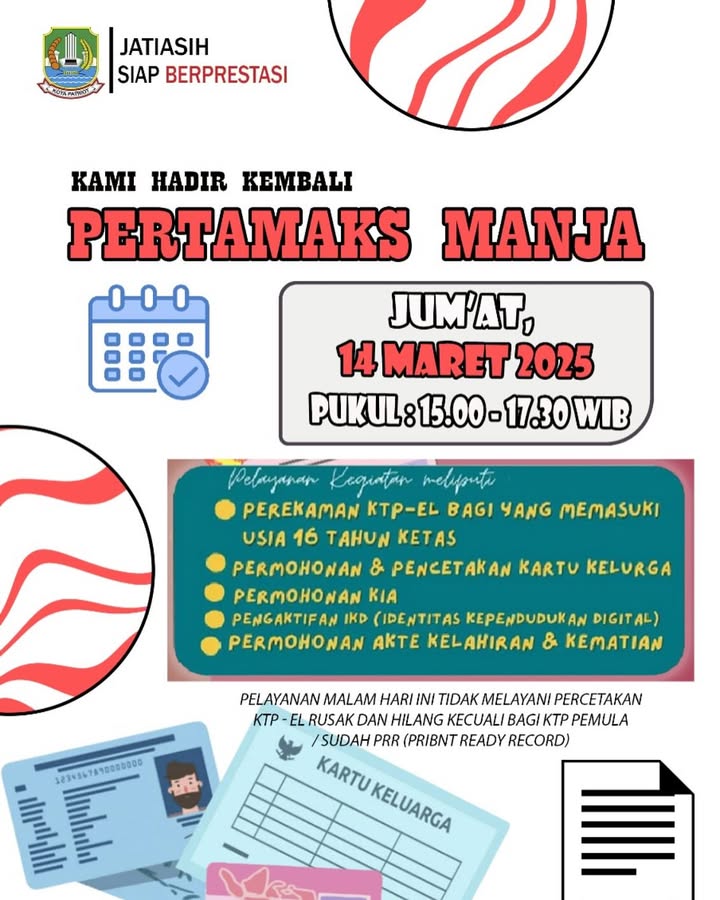 KOTA PATRIOT
JATIASIH
SIAP BERPRESTASI
KAMI HADIR KEMBALI
PERTAMAKS MANJA
JUM'AT,
14 MARET 2025
PUKUL : 15.00 - 17.30 WIB
Pelayanan Kegiatan meliputi
PEREKAMAN KTP-EL BAGI YANG MEMASUKI
USIA 16 TAHUN KETAS
PERMOHONAN & PENCETAKAN KARTU KELURGA
PERMOHONAN KIA
PENGAKTIFAN IKD (IDENTITAS KEPENDUDUKAN DIGITAL)
PERMOHONAN AKTE KELAHIRAN & KEMATIAN
PELAYANAN MALAM HARI INI TIDAK MELAYANI PERCETAKAN
KTP - EL RUSAK DAN HILANG KECUALI BAGI KTP PEMULA
/ SUDAH PRR (PRIBNT READY RECORD)
1234567890000000
KARTU KELUARGA